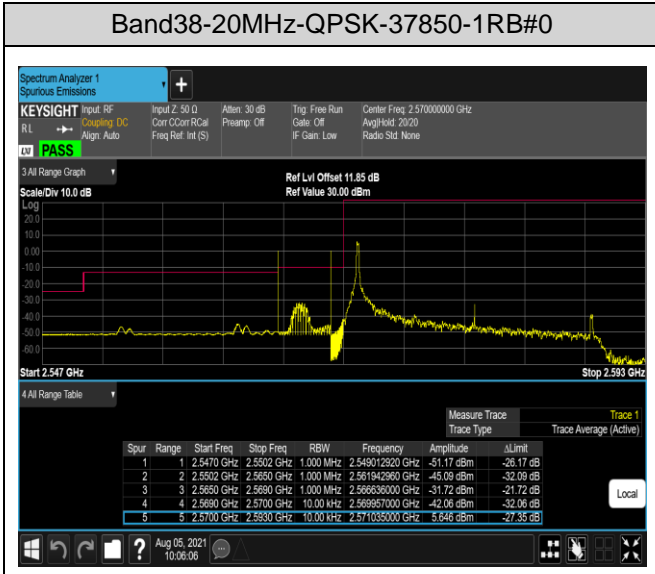 Band38-20MHz-QPSK-37850-1RB#0
Spectrum Analyzer 1
Spurious Emissions
+
KEYSIGHT Input: RF Input Z: 50 Ω Atten: 30 dB Trig: Free Run Center Freq: 2.570000000 GHz
RL Coupling: DC Corr CCorr RCal Preamp: Off Gate: Off Avg|Hold: 20/20
Align: Auto Freq Ref: Int (S) IF Gain: Low Radio Std: None
LXI PASS
3 All Range Graph
Ref Lvl Offset 11.85 dB
Scale/Div 10.0 dB Ref Value 30.00 dBm
Log
20.0
10.0
0.00
-10.0
-20.0
-30.0
-40.0
-50.0
-60.0
Start 2.547 GHz Stop 2.593 GHz
4 All Range Table
Measure Trace Trace 1
Trace Type Trace Average (Active)
Spur Range Start Freq Stop Freq RBW Frequency Amplitude ΔLimit
1 1 2.5470 GHz 2.5502 GHz 1.000 MHz 2.549012920 GHz -51.17 dBm -26.17 dB
2 2 2.5502 GHz 2.5650 GHz 1.000 MHz 2.561942960 GHz -45.09 dBm -32.09 dB
3 3 2.5650 GHz 2.5690 GHz 1.000 MHz 2.566636000 GHz -31.72 dBm -21.72 dB
4 4 2.5690 GHz 2.5700 GHz 10.00 kHz 2.569957000 GHz -42.06 dBm -32.06 dB
5 5 2.5700 GHz 2.5930 GHz 10.00 kHz 2.571035000 GHz 5.646 dBm -27.35 dB
Local
? Aug 05, 2021
10:06:06